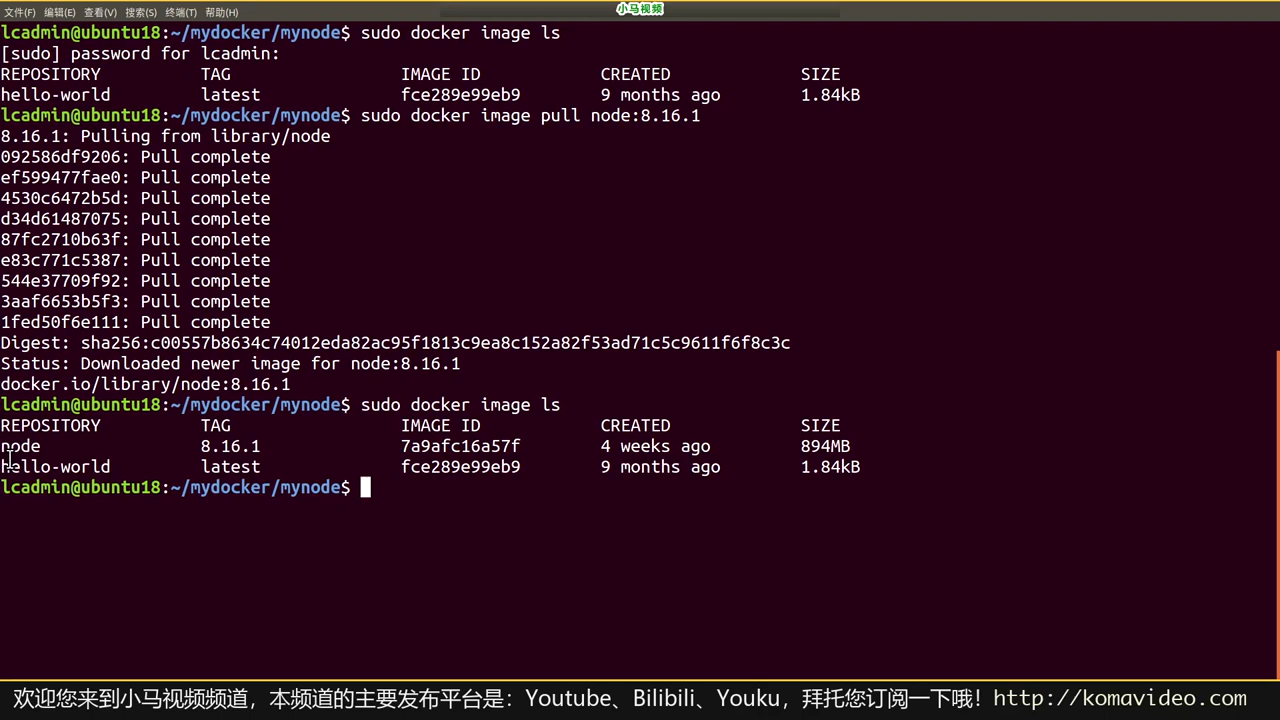 小马视频
文件(F) 编辑(E) 查看(V) 搜索(S) 终端(T) 帮助(H)
lcadmin@ubuntu18:~/mydocker/mynode$ sudo docker image ls
[sudo] password for lcadmin:
REPOSITORY TAG IMAGE ID CREATED SIZE
hello-world latest fce289e99eb9 9 months ago 1.84kB
lcadmin@ubuntu18:~/mydocker/mynode$ sudo docker image pull node:8.16.1
8.16.1: Pulling from library/node
092586df9206: Pull complete
ef599477fae0: Pull complete
4530c6472b5d: Pull complete
d34d61487075: Pull complete
87fc2710b63f: Pull complete
e83c771c5387: Pull complete
544e37709f92: Pull complete
3aaf6653b5f3: Pull complete
1fed50f6e111: Pull complete
Digest: sha256:c00557b8634c74012eda82ac95f1813c9ea8c152a82f53ad71c5c9611f6f8c3c
Status: Downloaded newer image for node:8.16.1
docker.io/library/node:8.16.1
lcadmin@ubuntu18:~/mydocker/mynode$ sudo docker image ls
REPOSITORY TAG IMAGE ID CREATED SIZE
node 8.16.1 7a9afc16a57f 4 weeks ago 894MB
hello-world latest fce289e99eb9 9 months ago 1.84kB
lcadmin@ubuntu18:~/mydocker/mynode$
欢迎您来到小马视频频道，本频道的主要发布平台是：Youtube、Bilibili、Youku，拜托您订阅一下哦！http://komavideo.com